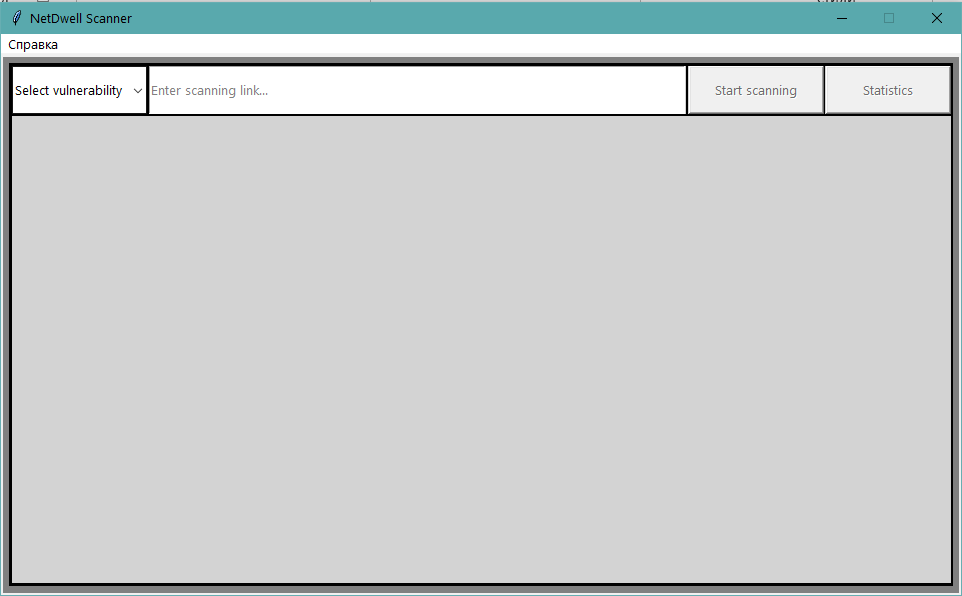 NetDwell Scanner
Справка
Select vulnerability
Enter scanning link...
Start scanning
Statistics